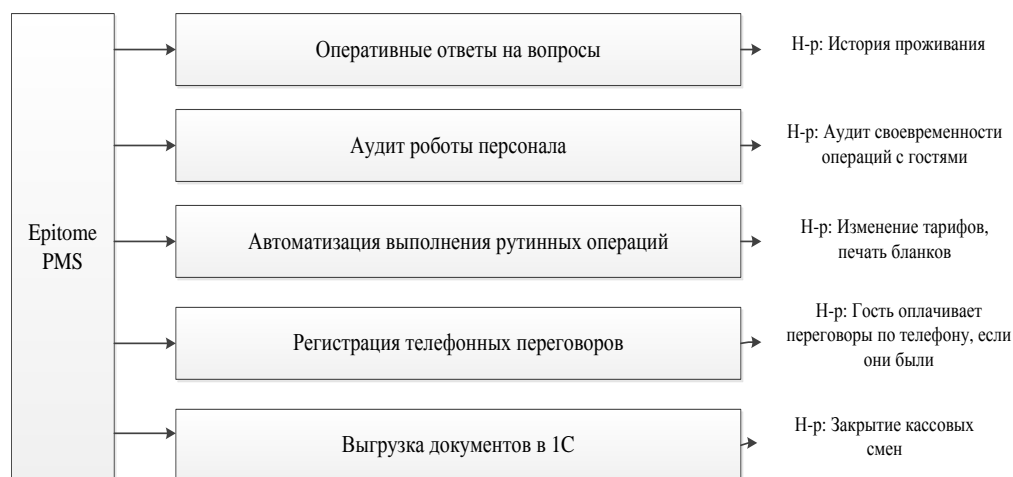 Epitome
PMS
Оперативные ответы на вопросы
Н-р: История проживания
Аудит роботы персонала
Н-р: Аудит своевременности
операций с гостями
Автоматизация выполнения рутинных операций
Н-р: Изменение тарифов,
печать бланков
Регистрация телефонных переговоров
Н-р: Гость оплачивает
переговоры по телефону, если
они были
Выгрузка документов в 1С
Н-р: Закрытие кассовых
смен